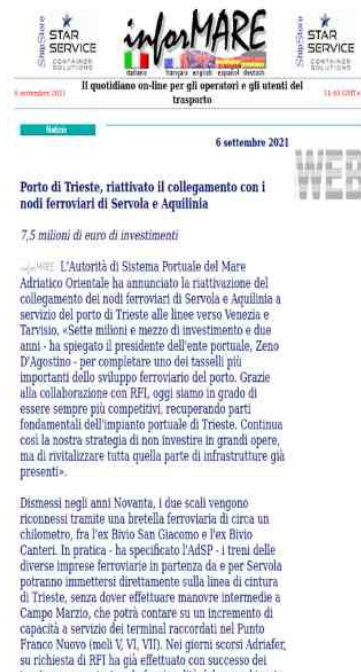 STAR
SERVICE
CONTAINER
SOLUTIONS
ShipStore
inforMARE
italiano français english español deutsch
ShipStore
STAR
SERVICE
CONTAINER
SOLUTIONS
6 settembre 2021
Il quotidiano on-line per gli operatori e gli utenti del
trasporto
Notizie
6 settembre 2021
WEB
Porto di Trieste, riattivato il collegamento con i
nodi ferroviari di Servola e Aquilinia
7,5 milioni di euro di investimenti
inforMARE L'Autorità di Sistema Portuale del Mare
Adriatico Orientale ha annunciato la riattivazione del
collegamento dei nodi ferroviari di Servola e Aquilinia a
servizio del porto di Trieste alle linee verso Venezia e
Tarvisio. «Sette milioni e mezzo di investimento e due
anni - ha spiegato il presidente dell'ente portuale, Zeno
D'Agostino - per completare uno dei tasselli più
importanti dello sviluppo ferroviario del porto. Grazie
alla collaborazione con RFI, oggi siamo in grado di
essere sempre più competitivi, recuperando parti
fondamentali dell'impianto portuale di Trieste. Continua
così la nostra strategia di non investire in grandi opere,
ma di rivitalizzare tutta quella parte di infrastrutture già
presenti».
Dismessi negli anni Novanta, i due scali vengono
riconnessi tramite una bretella ferroviaria di circa un
chilometro, fra l'ex Bivio San Giacomo e l'ex Bivio
Canteri. In pratica - ha specificato l'AdSP - i treni delle
diverse imprese ferroviarie in partenza da e per Servola
potranno immettersi direttamente sulla linea di cintura
di Trieste, senza dover effettuare manovre intermedie a
Campo Marzio, che potrà contare su un incremento di
capacità a servizio dei terminal raccordati nel Punto
Franco Nuovo (moli V, VI, VII). Nei giorni scorsi Adriafer,
su richiesta di RFI ha già effettuato con successo dei